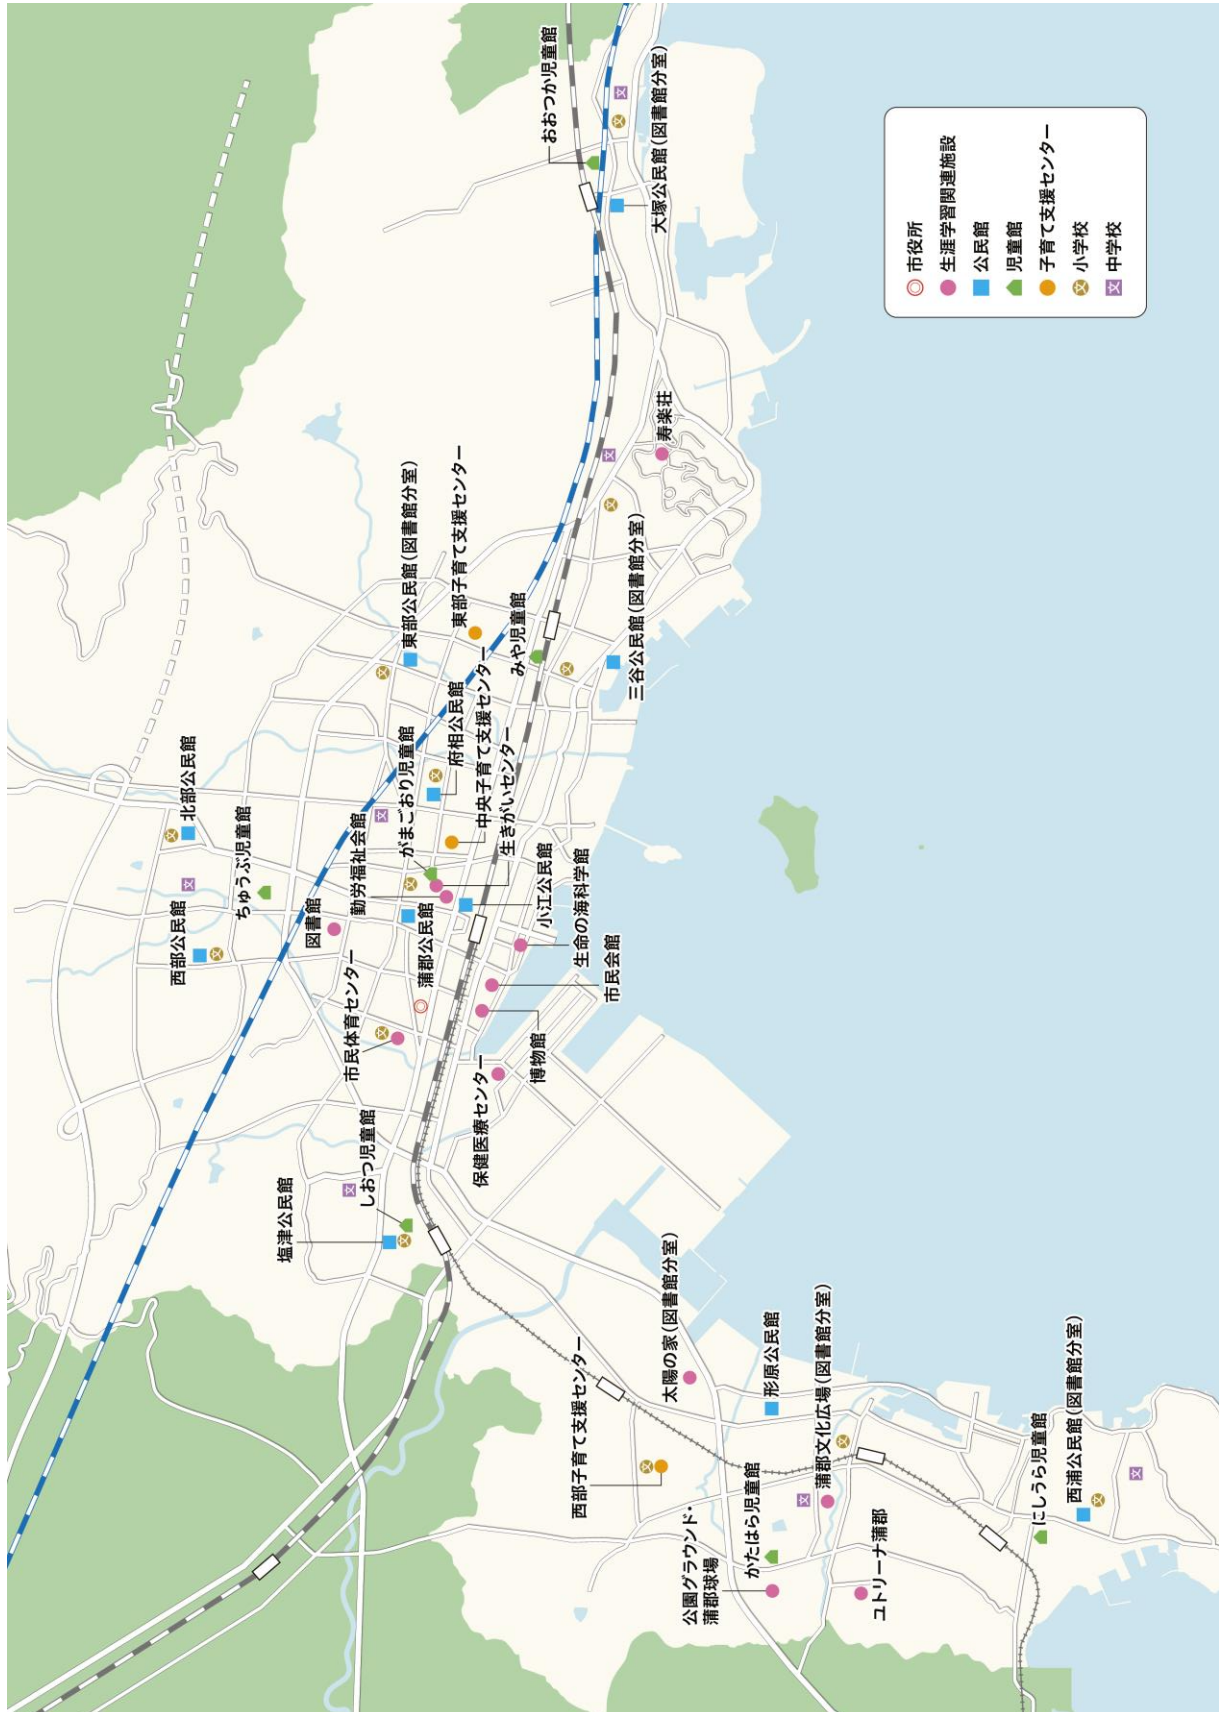 おおつか児童館
大塚公民館(図書館分室)
寿楽荘
東部公民館(図書館分室)
東部子育て支援センター
みや児童館
三谷公民館(図書館分室)
北部公民館
ちゅうぶ児童館
西部公民館
図書館
勤労福祉会館
がまごおり児童館
府相公民館
中央子育て支援センター
生きがいセンター
小江公民館
蒲郡公民館
生命の海科学館
市民会館
博物館
市民体育センター
保健医療センター
しおつ児童館
塩津公民館
太陽の家(図書館分室)
西部子育て支援センター
形原公民館
蒲郡文化広場(図書館分室)
公園グラウンド・
蒲郡球場
かたはら児童館
ユトリーナ蒲郡
にしうら児童館
西浦公民館(図書館分室)
市役所
生涯学習関連施設
公民館
児童館
子育て支援センター
文 小学校
文 中学校